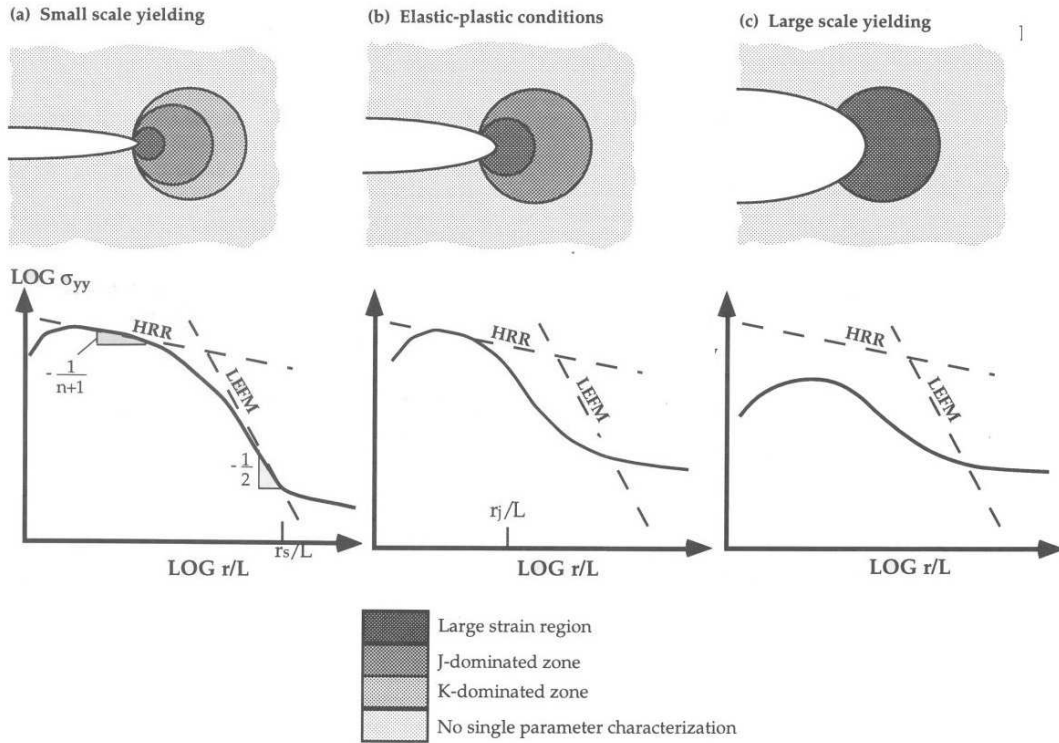 (a) Small scale yielding
(b) Elastic-plastic conditions
(c) Large scale yielding
1
LOG σyy
HRR
LEFM
- 1/n+1
- 1/2
rs/L
LOG r/L
HRR
LEFM
rj/L
LOG r/L
HRR
LEFM
LOG r/L
Large strain region
J-dominated zone
K-dominated zone
No single parameter characterization